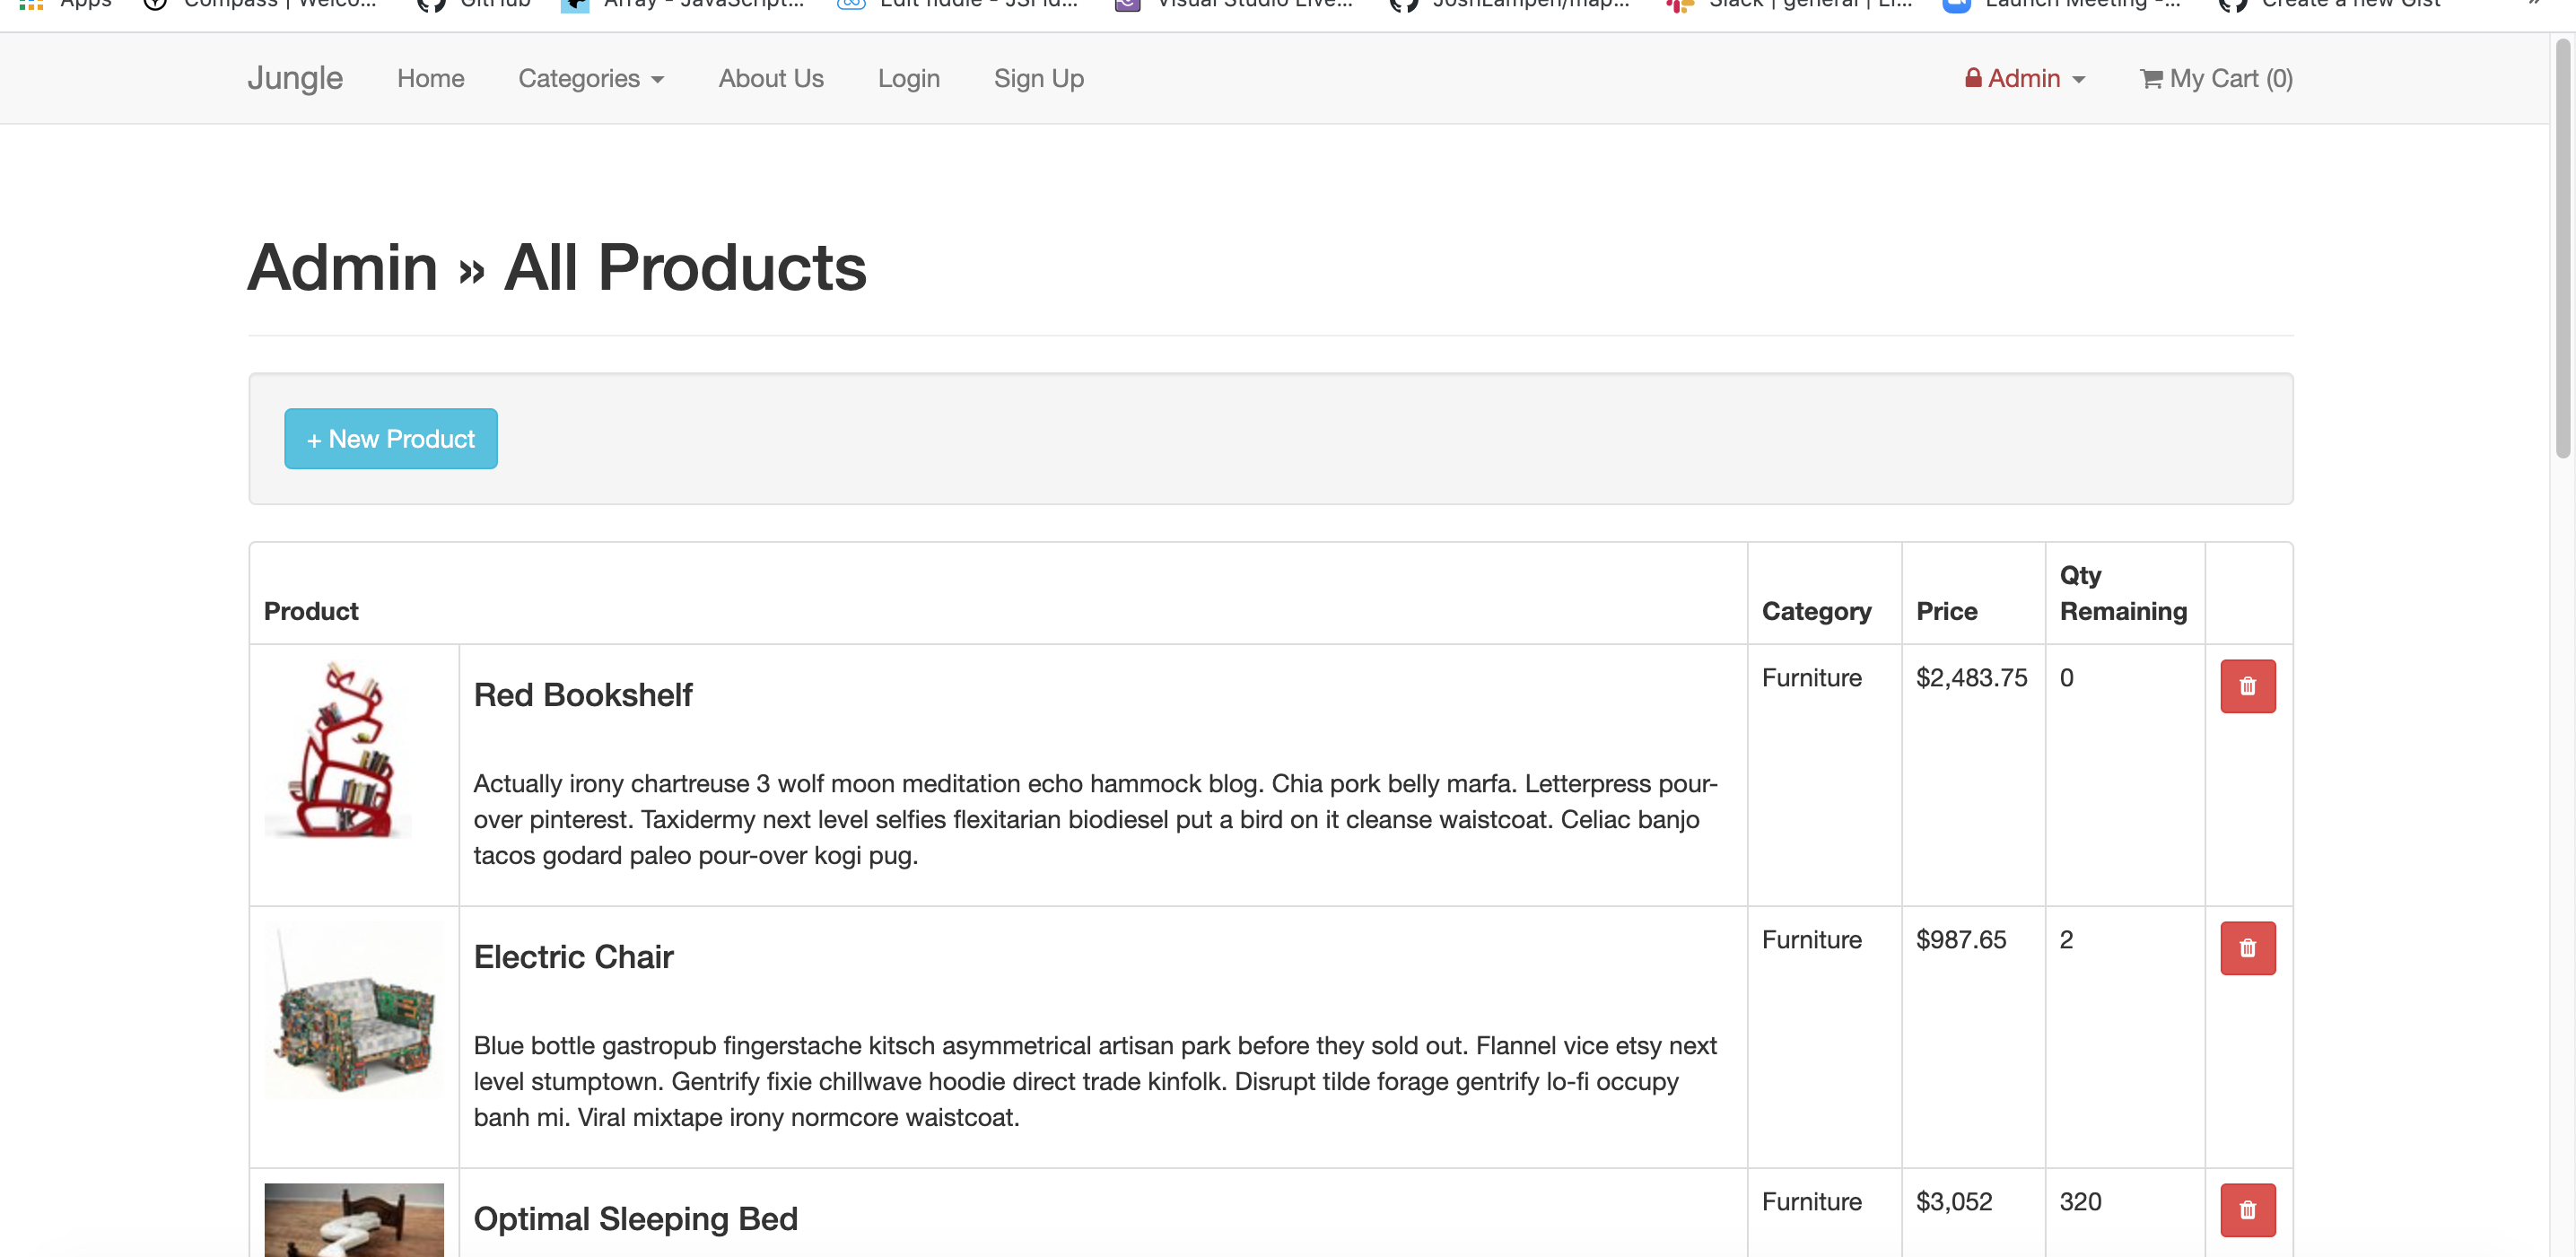 Apps Compass | Welco... GitHub Array - JavaScript... Edit fiddle - JSFid... Visual Studio Live... JoshLampen/map... Slack | general | Li... Launch Meeting -... Create a new Gist »
Jungle Home Categories About Us Login Sign Up Admin My Cart (0)
Admin » All Products
+ New Product
Product Category Price Qty Remaining
Red Bookshelf Furniture $2,483.75 0
Actually irony chartreuse 3 wolf moon meditation echo hammock blog. Chia pork belly marfa. Letterpress pour-
over pinterest. Taxidermy next level selfies flexitarian biodiesel put a bird on it cleanse waistcoat. Celiac banjo
tacos godard paleo pour-over kogi pug.
Electric Chair Furniture $987.65 2
Blue bottle gastropub fingerstache kitsch asymmetrical artisan park before they sold out. Flannel vice etsy next
level stumptown. Gentrify fixie chillwave hoodie direct trade kinfolk. Disrupt tilde forage gentrify lo-fi occupy
banh mi. Viral mixtape irony normcore waistcoat.
Optimal Sleeping Bed Furniture $3,052 320